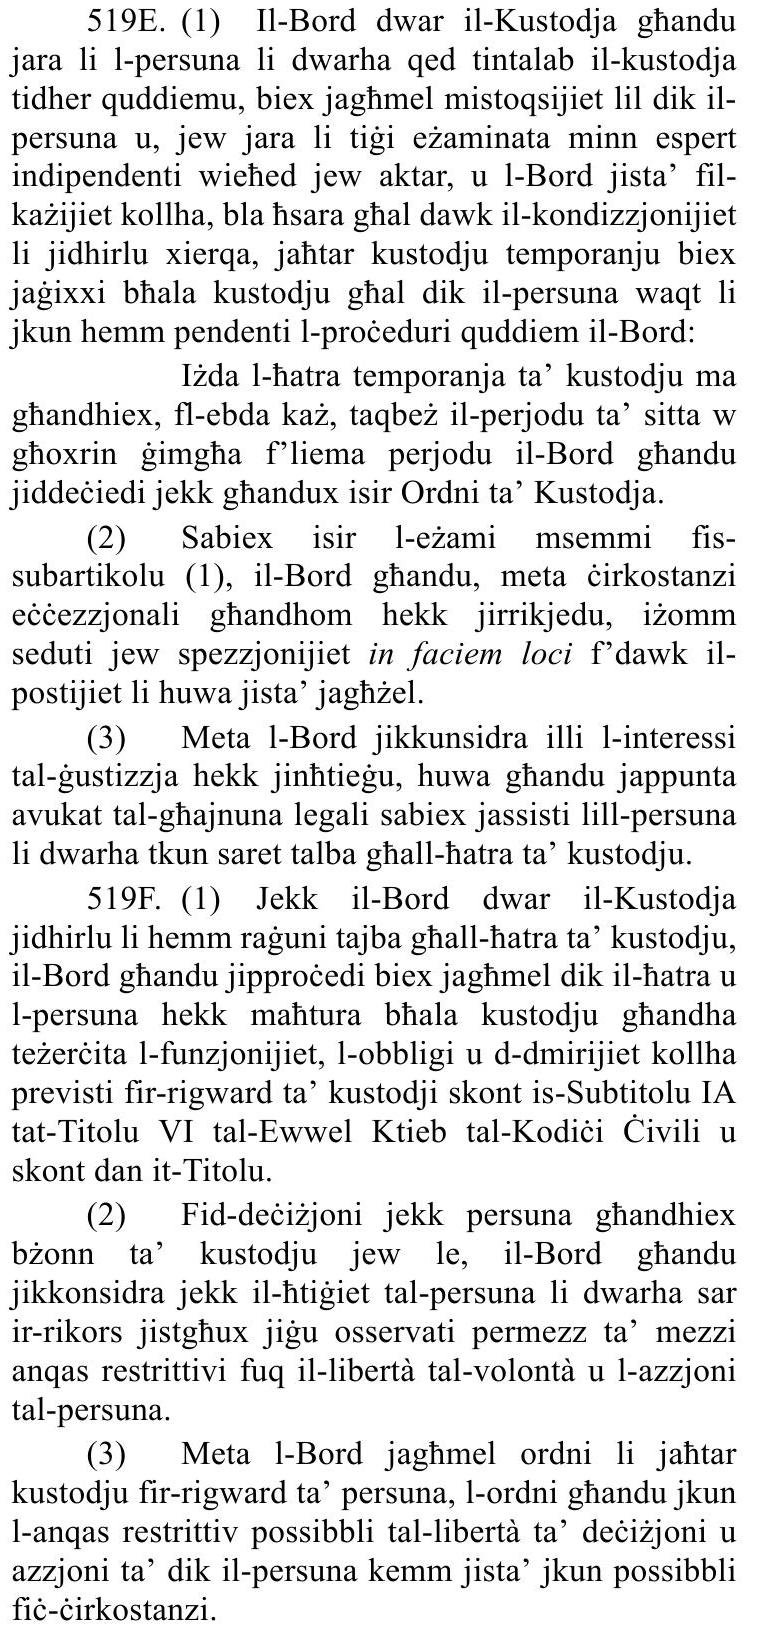 519E. (1) Il-Bord dwar il-Kustodja għandu
jara li l-persuna li dwarha qed tintalab il-kustodja
tidher quddiemu, biex jagħmel mistoqsijiet lil dik il-
persuna u, jew jara li tiġi eżaminata minn espert
indipendenti wieħed jew aktar, u l-Bord jista’ fil-
każijiet kollha, bla ħsara għal dawk il-kondizzjonijiet
li jidhirlu xierqa, jaħtar kustodju temporanju biex
jaġixxi bħala kustodju għal dik il-persuna waqt li
jkun hemm pendenti l-proċeduri quddiem il-Bord:
Iżda l-ħatra temporanja ta’ kustodju ma
għandhiex, fl-ebda każ, taqbeż il-perjodu ta’ sitta w
għoxrin ġimgħa f’liema perjodu il-Bord għandu
jiddeċiedi jekk għandux isir Ordni ta’ Kustodja.
(2) Sabiex isir l-eżami msemmi fis-
subartikolu (1), il-Bord għandu, meta ċirkostanzi
eċċezzjonali għandhom hekk jirrikjedu, iżomm
seduti jew spezzjonijiet in faciem loci f’dawk il-
postijiet li huwa jista’ jagħżel.
(3) Meta l-Bord jikkunsidra illi l-interessi
tal-ġustizzja hekk jinħtieġu, huwa għandu jappunta
avukat tal-għajnuna legali sabiex jassisti lill-persuna
li dwarha tkun saret talba għall-ħatra ta’ kustodju.
519F. (1) Jekk il-Bord dwar il-Kustodja
jidhirlu li hemm raġuni tajba għall-ħatra ta’ kustodju,
il-Bord għandu jipproċedi biex jagħmel dik il-ħatra u
l-persuna hekk maħtura bħala kustodju għandha
teżerċita l-funzjonijiet, l-obbligi u d-dmirijiet kollha
previsti fir-rigward ta’ kustodji skont is-Subtitolu IA
tat-Titolu VI tal-Ewwel Ktieb tal-Kodiċi Ċivili u
skont dan it-Titolu.
(2) Fid-deċiżjoni jekk persuna għandhiex
bżonn ta’ kustodju jew le, il-Bord għandu
jikkonsidra jekk il-ħtiġiet tal-persuna li dwarha sar
ir-rikors jistgħux jiġu osservati permezz ta’ mezzi
anqas restrittivi fuq il-libertà tal-volontà u l-azzjoni
tal-persuna.
(3) Meta l-Bord jagħmel ordni li jaħtar
kustodju fir-rigward ta’ persuna, l-ordni għandu jkun
l-anqas restrittiv possibbli tal-libertà ta’ deċiżjoni u
azzjoni ta’ dik il-persuna kemm jista’ jkun possibbli
fiċ-ċirkostanzi.